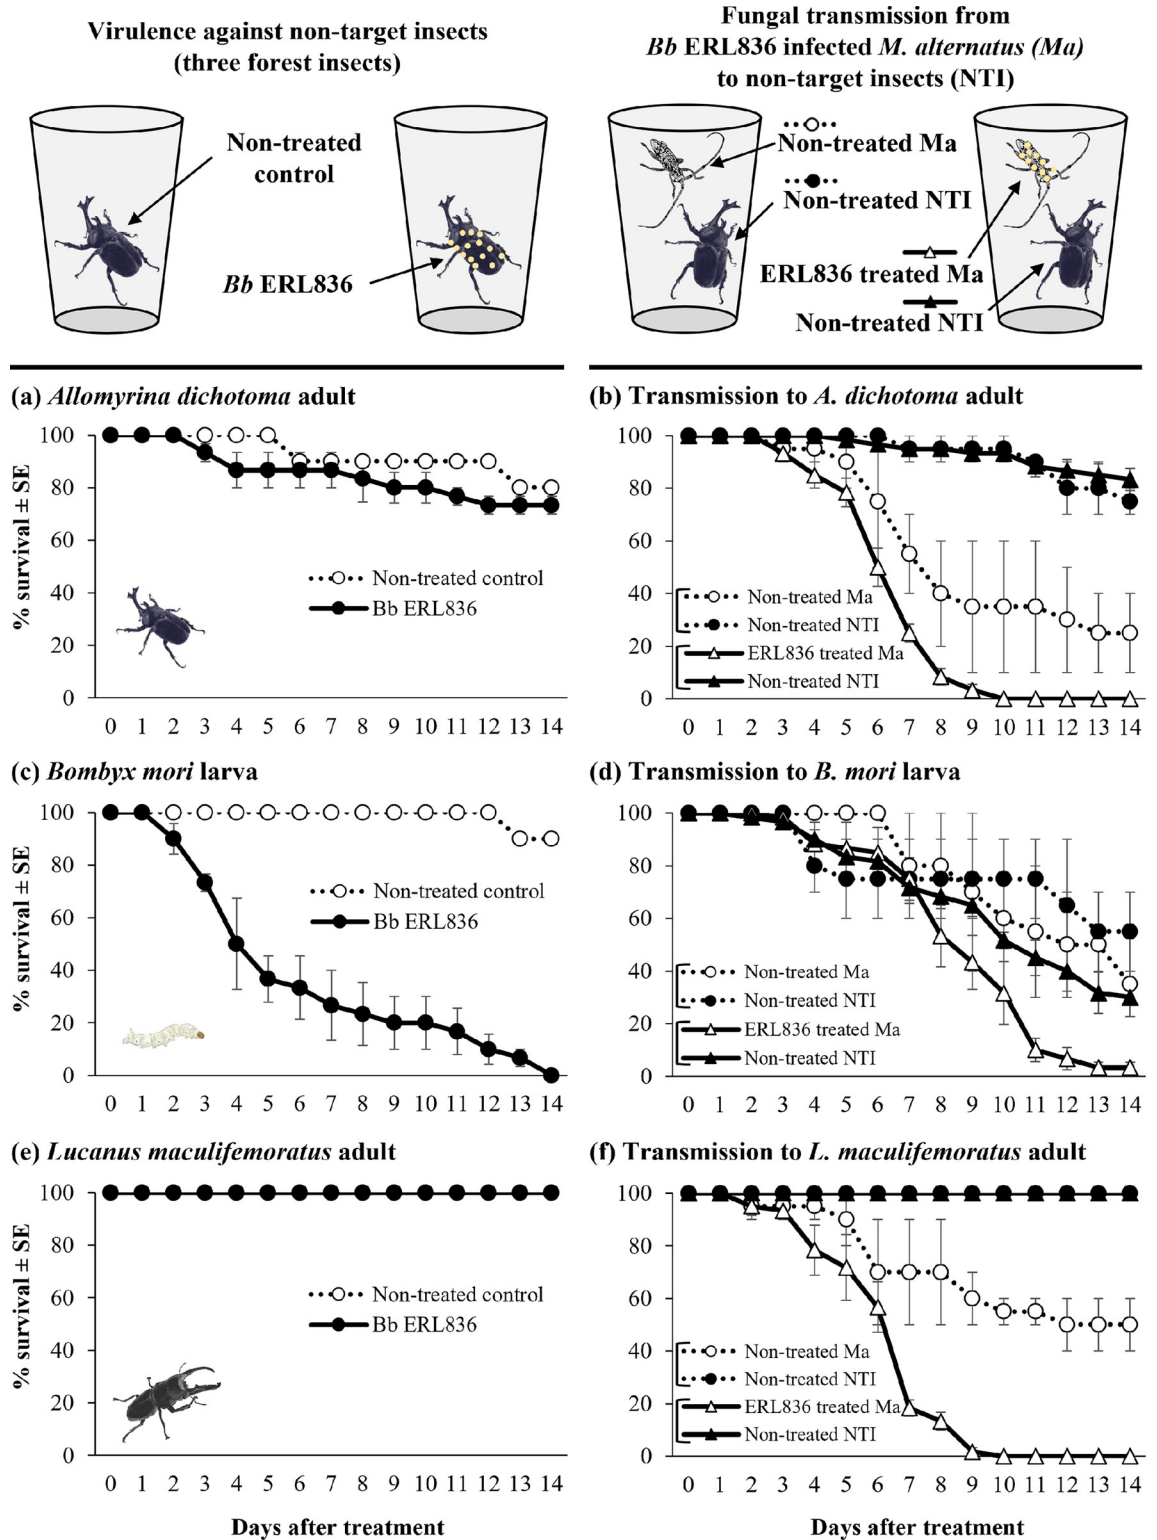 Virulence against non-target insects
(three forest insects)
Fungal transmission from
Bb ERL836 infected M. alternatus (Ma)
to non-target insects (NTI)
Non-treated
control
Bb ERL836
Non-treated Ma
Non-treated NTI
ERL836 treated Ma
Non-treated NTI
(a) Allomyrina dichotoma adult
% survival ± SE
100
80
60
40
20
0
Non-treated control
Bb ERL836
0 1 2 3 4 5 6 7 8 9 10 11 12 13 14
(b) Transmission to A. dichotoma adult
100
80
60
40
20
0
Non-treated Ma
Non-treated NTI
ERL836 treated Ma
Non-treated NTI
0 1 2 3 4 5 6 7 8 9 10 11 12 13 14
(c) Bombyx mori larva
% survival ± SE
100
80
60
40
20
0
Non-treated control
Bb ERL836
0 1 2 3 4 5 6 7 8 9 10 11 12 13 14
(d) Transmission to B. mori larva
100
80
60
40
20
0
Non-treated Ma
Non-treated NTI
ERL836 treated Ma
Non-treated NTI
0 1 2 3 4 5 6 7 8 9 10 11 12 13 14
(e) Lucanus maculifemoratus adult
% survival ± SE
100
80
60
40
20
0
Non-treated control
Bb ERL836
0 1 2 3 4 5 6 7 8 9 10 11 12 13 14
Days after treatment
(f) Transmission to L. maculifemoratus adult
100
80
60
40
20
0
Non-treated Ma
Non-treated NTI
ERL836 treated Ma
Non-treated NTI
0 1 2 3 4 5 6 7 8 9 10 11 12 13 14
Days after treatment